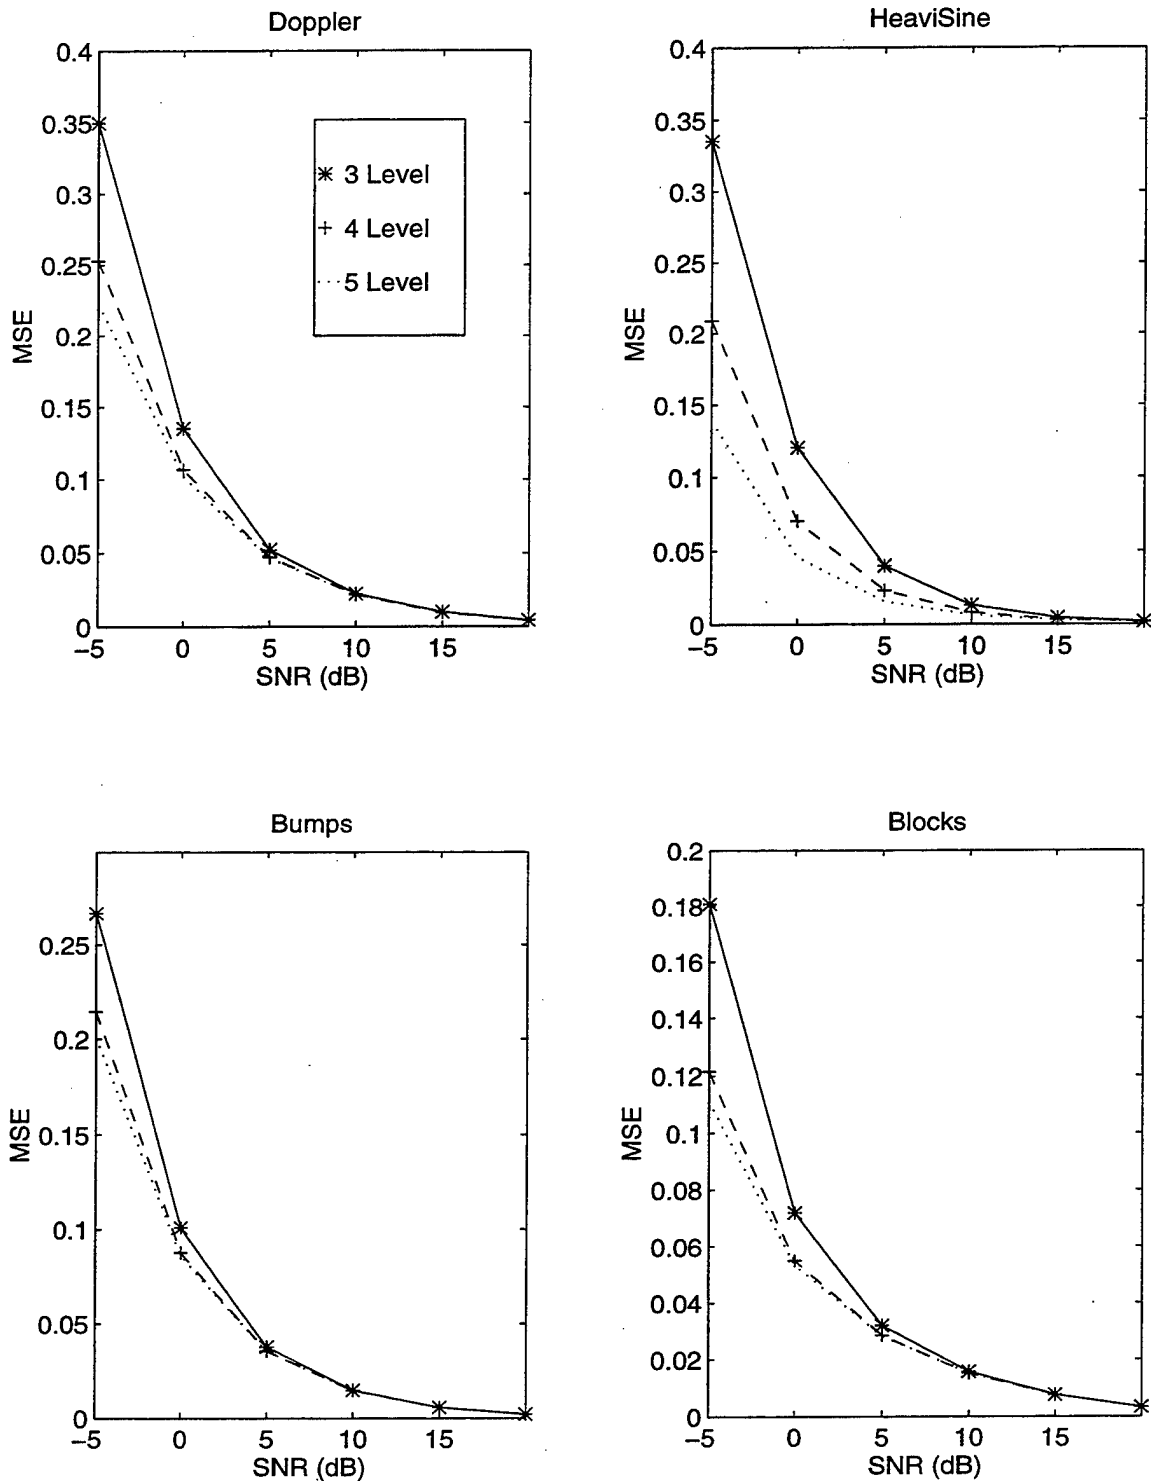 Doppler
0.4
0.35
0.3
0.25
0.2
0.15
0.1
0.05
0
MSE
3 Level
4 Level
5 Level
−5 0 5 10 15
SNR (dB)
HeaviSine
0.4
0.35
0.3
0.25
0.2
0.15
0.1
0.05
0
MSE
−5 0 5 10 15
SNR (dB)
Bumps
0.25
0.2
0.15
0.1
0.05
0
MSE
−5 0 5 10 15
SNR (dB)
Blocks
0.2
0.18
0.16
0.14
0.12
0.1
0.08
0.06
0.04
0.02
0
MSE
−5 0 5 10 15
SNR (dB)